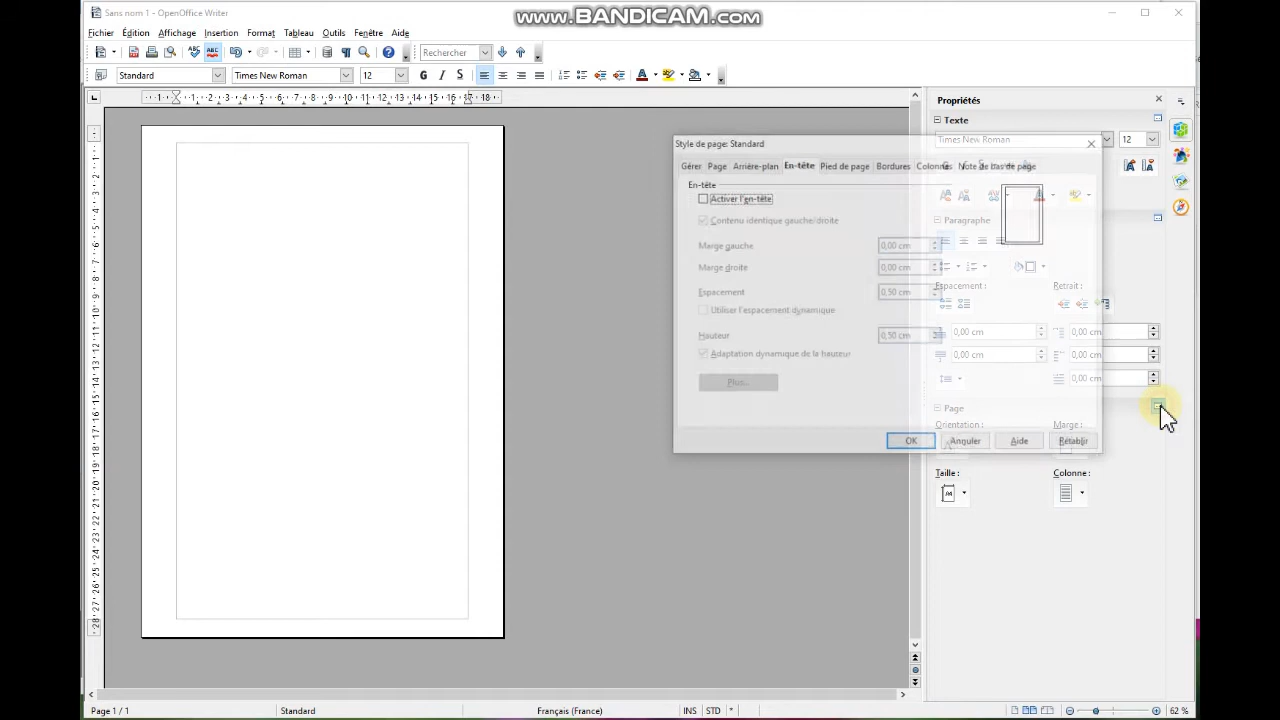 www.BANDICAM.com
Sans nom 1 - OpenOffice Writer
Fichier Édition Affichage Insertion Format Tableau Outils Fenêtre Aide
Rechercher
Standard Times New Roman 12
Propriétés
Texte
Times New Roman 12
Style de page: Standard
Gérer Page Arrière-plan En-tête Pied de page Bordures Colonnes Note de bas de page
En-tête
Activer l'en-tête
Contenu identique gauche/droite
Paragraphe
Marge gauche 0,00 cm
Marge droite 0,00 cm
Espacement : Retrait :
Espacement 0,50 cm
Utiliser l'espacement dynamique
0,00 cm 0,00 cm
Hauteur 0,50 cm
Adaptation dynamique de la hauteur
0,00 cm 0,00 cm
Plus...
0,00 cm
Page
Orientation : Marge :
OK Annuler Aide Rétablir
Taille : Colonne :
Page 1 / 1 Standard Français (France) INS STD * 62 %